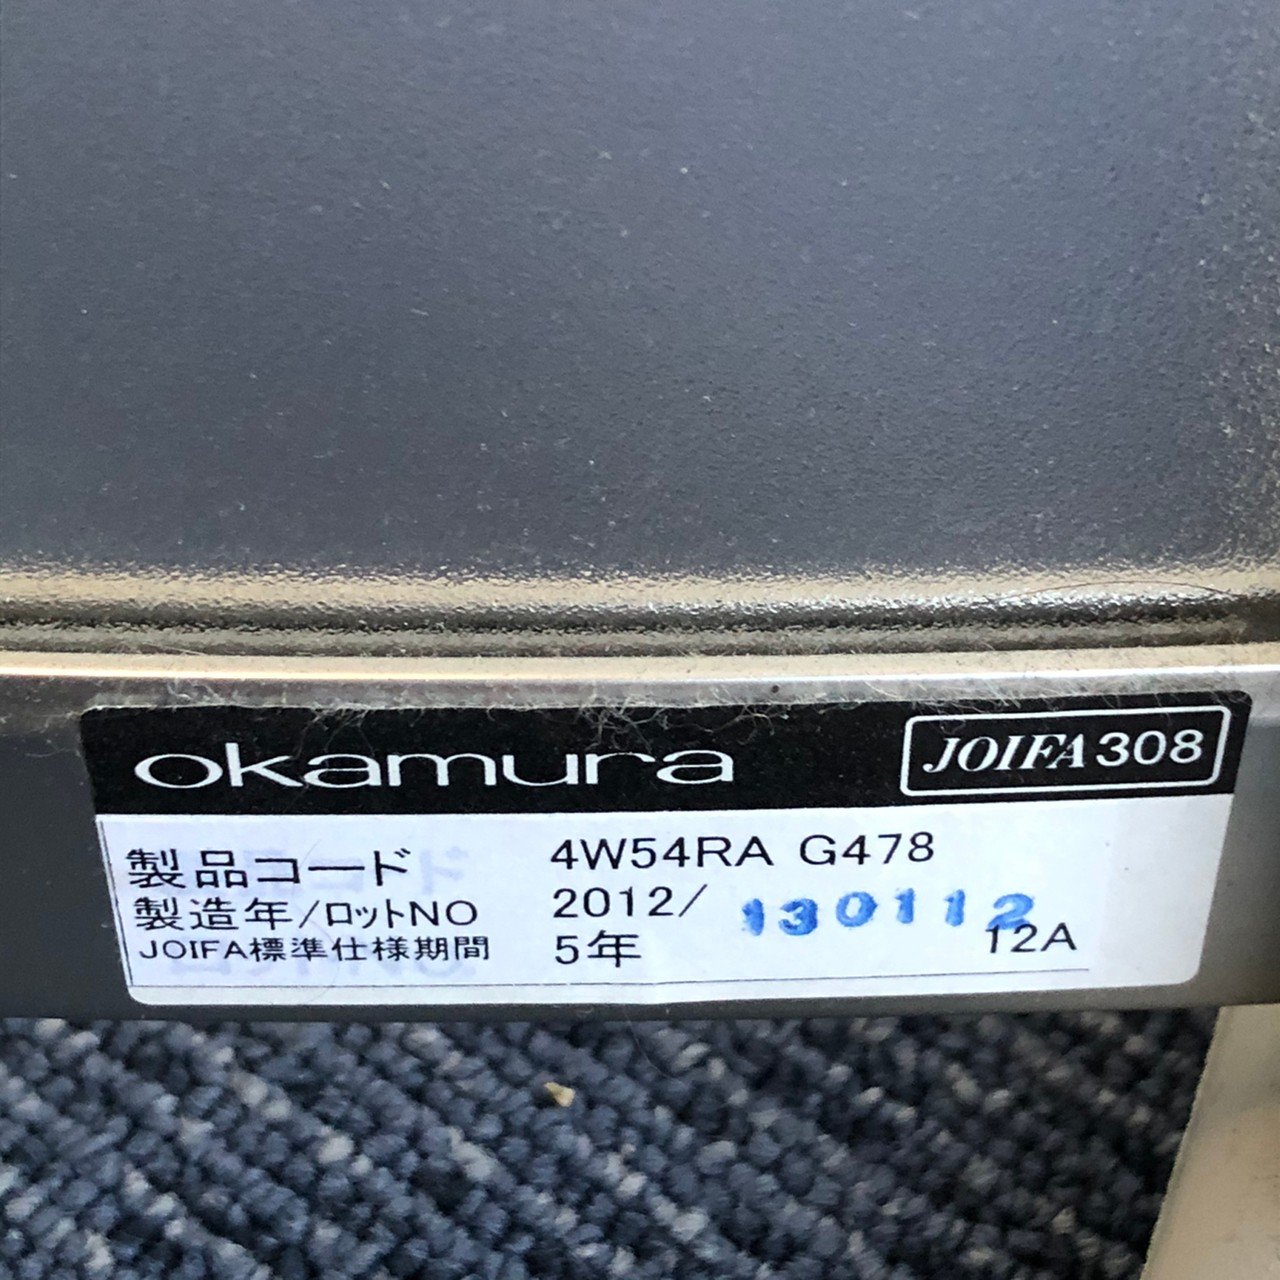 okamura JOIFA308
製品コード 4W54RA G478
製造年/ロットNO 2012/ 130112
JOIFA標準仕様期間 5年 12A